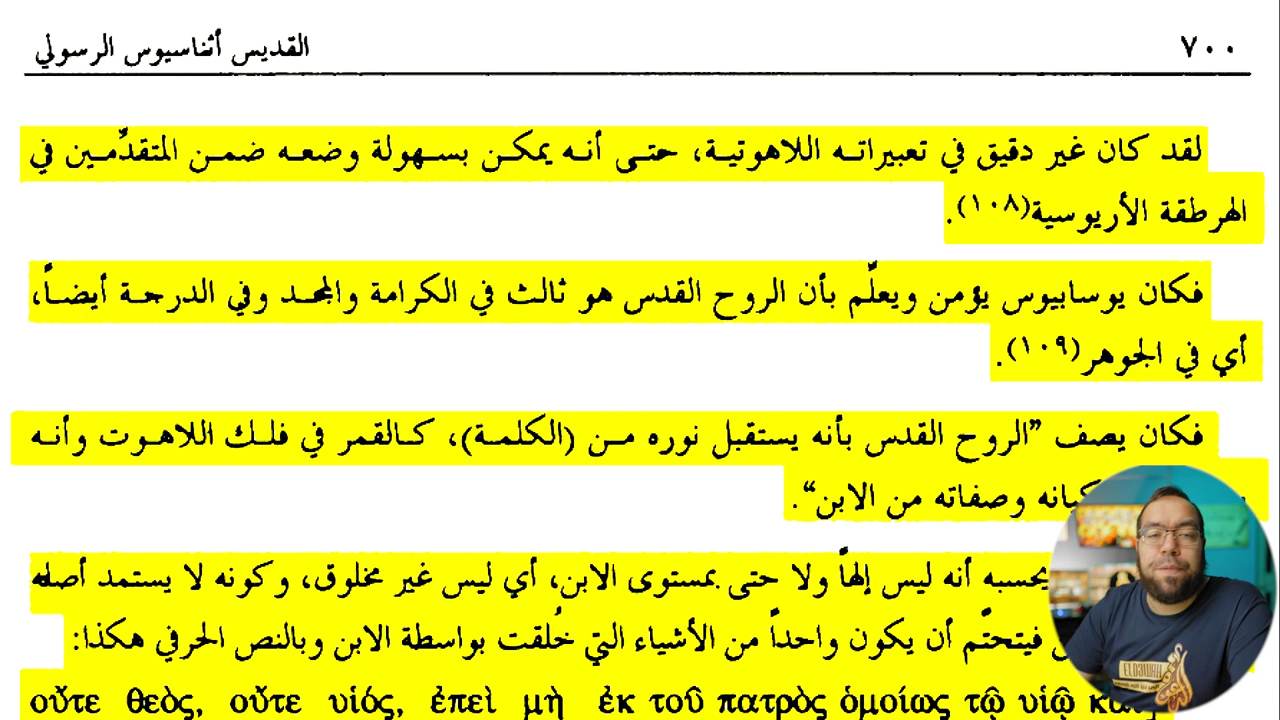 ٧٠٠ القديس أثناسيوس الرسولي
لقد كان غير دقيق في تعبيراته اللاهوتية، حتى أنه يمكن بسهولة وضعه ضمن المتقدِّمين في
الهرطقة الأريوسية(١٠٨).
فكان يوسابيوس يؤمن ويعلِّم بأن الروح القدس هو ثالث في الكرامة والمجد وفي الدرجة أيضاً،
أي في الجوهر(١٠٩).
فكان يصف ”الروح القدس بأنه يستقبل نوره من (الكلمة)، كالقمر في فلك اللاهوت وأنه
كيانه وصفاته من الابن“.
يحسبه أنه ليس إلهاً ولا حتى بمستوى الابن، أي ليس غير مخلوق، وكونه لا يستمد أصله
فيتحتَّم أن يكون واحداً من الأشياء التي خُلقت بواسطة الابن وبالنص الحرفي هكذا:
οὔτε θεὸς, οὔτε υἱός, ἐπεὶ μὴ ἐκ τοῦ πατρὸς ὁμοίως τῷ υἱῷ